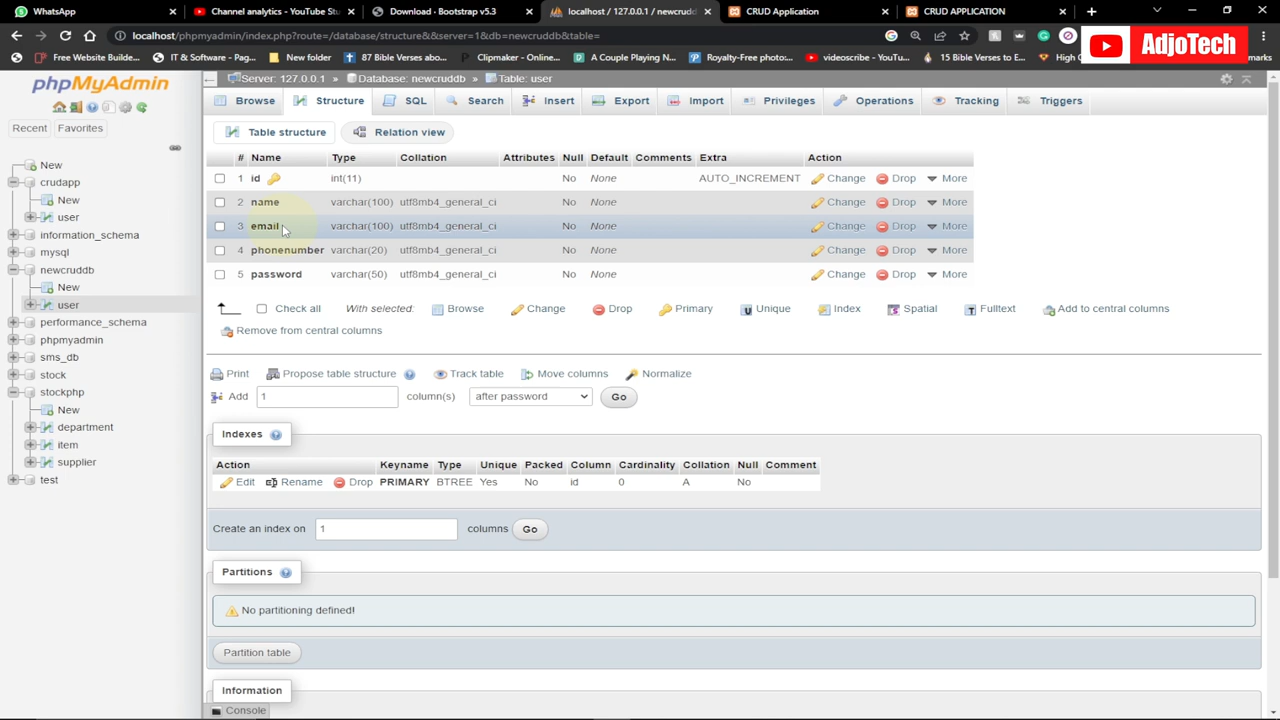 WhatsApp
Channel analytics - YouTube Stu
Download · Bootstrap v5.3
localhost / 127.0.0.1 / newcruddb
CRUD Application
CRUD APPLICATION
localhost/phpmyadmin/index.php?route=/database/structure&&server=1&db=newcruddb&table=
Free Website Builde...
IT & Software - Pag...
New folder
87 Bible Verses abo...
Clipmaker - Online...
A Couple Playing N...
Royalty-Free photo...
videoscribe - YouTu...
15 Bible Verses to E...
AdjoTech
phpMyAdmin
Recent
Favorites
New
crudapp
New
user
information_schema
mysql
newcruddb
New
user
performance_schema
phpmyadmin
sms_db
stock
stockphp
New
department
item
supplier
test
Server: 127.0.0.1 » Database: newcruddb » Table: user
Browse Structure SQL Search Insert Export Import Privileges Operations Tracking Triggers
Table structure Relation view
# Name Type Collation Attributes Null Default Comments Extra Action
1 id int(11) No None AUTO_INCREMENT Change Drop More
2 name varchar(100) utf8mb4_general_ci No None Change Drop More
3 email varchar(100) utf8mb4_general_ci No None Change Drop More
4 phonenumber varchar(20) utf8mb4_general_ci No None Change Drop More
5 password varchar(50) utf8mb4_general_ci No None Change Drop More
Check all With selected: Browse Change Drop Primary Unique Index Spatial Fulltext Add to central columns
Remove from central columns
Print Propose table structure Track table Move columns Normalize
Add 1 column(s) after password Go
Indexes
Action Keyname Type Unique Packed Column Cardinality Collation Null Comment
Edit Rename Drop PRIMARY BTREE Yes No id 0 A No
Create an index on 1 columns Go
Partitions
No partitioning defined!
Partition table
Information
Console